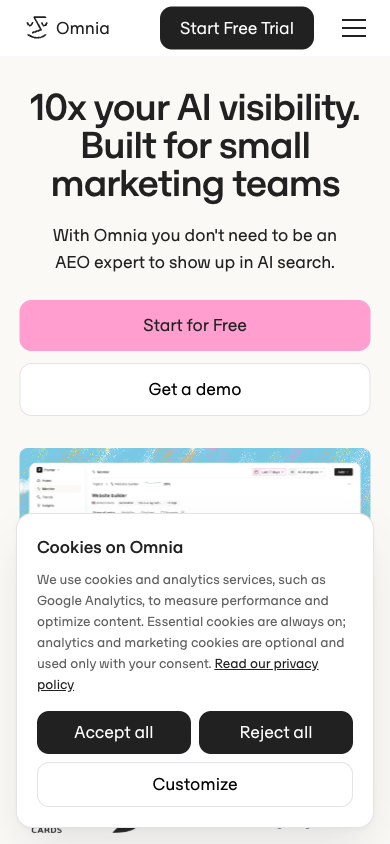 Omnia
Start Free Trial
10x your AI visibility.
Built for small
marketing teams
With Omnia you don't need to be an
AEO expert to show up in AI search.
Start for Free
Get a demo
Website builder
Cookies on Omnia
We use cookies and analytics services, such as
Google Analytics, to measure performance and
optimize content. Essential cookies are always on;
analytics and marketing cookies are optional and
used only with your consent. Read our privacy
policy
Accept all
Reject all
Customize
CARDS